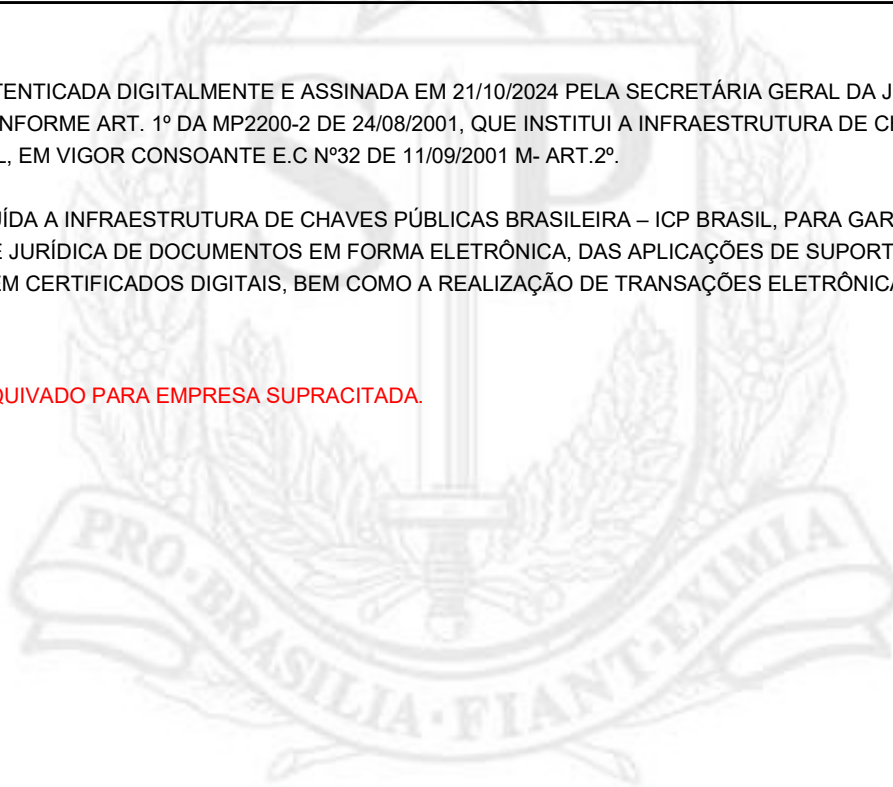 TENTICADA DIGITALMENTE E ASSINADA EM 21/10/2024 PELA SECRETÁRIA GERAL DA J
NFORME ART. 1º DA MP2200-2 DE 24/08/2001, QUE INSTITUI A INFRAESTRUTURA DE C
L, EM VIGOR CONSOANTE E.C Nº32 DE 11/09/2001 M- ART.2º.
UÍDA A INFRAESTRUTURA DE CHAVES PÚBLICAS BRASILEIRA – ICP BRASIL, PARA GAR
E JURÍDICA DE DOCUMENTOS EM FORMA ELETRÔNICA, DAS APLICAÇÕES DE SUPORT
EM CERTIFICADOS DIGITAIS, BEM COMO A REALIZAÇÃO DE TRANSAÇÕES ELETRÔNICA
QUIVADO PARA EMPRESA SUPRACITADA.
SP
PRO·BRASILIA·FIANT·EXIMIA